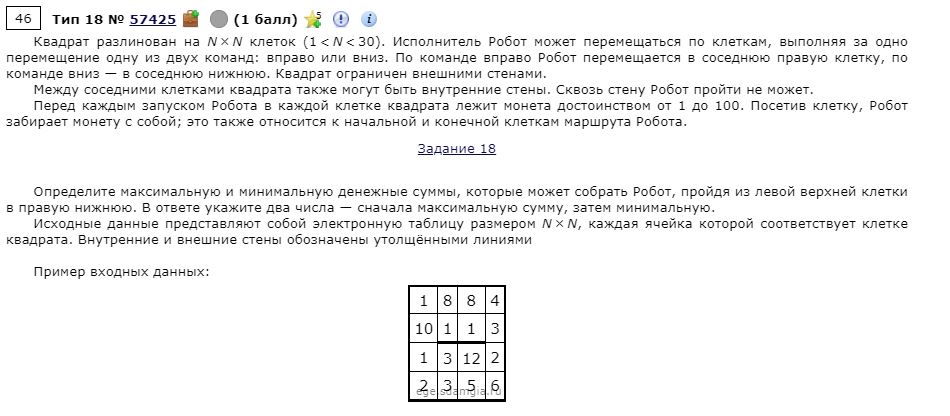 46 Тип 18 № 57425 (1 балл) 5 i
Квадрат разлинован на N × N клеток (1 < N < 30). Исполнитель Робот может перемещаться по клеткам, выполняя за одно
перемещение одну из двух команд: вправо или вниз. По команде вправо Робот перемещается в соседнюю правую клетку, по
команде вниз — в соседнюю нижнюю. Квадрат ограничен внешними стенами.
Между соседними клетками квадрата также могут быть внутренние стены. Сквозь стену Робот пройти не может.
Перед каждым запуском Робота в каждой клетке квадрата лежит монета достоинством от 1 до 100. Посетив клетку, Робот
забирает монету с собой; это также относится к начальной и конечной клеткам маршрута Робота.
Задание 18
Определите максимальную и минимальную денежные суммы, которые может собрать Робот, пройдя из левой верхней клетки
в правую нижнюю. В ответе укажите два числа — сначала максимальную сумму, затем минимальную.
Исходные данные представляют собой электронную таблицу размером N × N, каждая ячейка которой соответствует клетке
квадрата. Внутренние и внешние стены обозначены утолщёнными линиями
Пример входных данных:
1 8 8 4
10 1 1 3
1 3 12 2
2 3 5 6